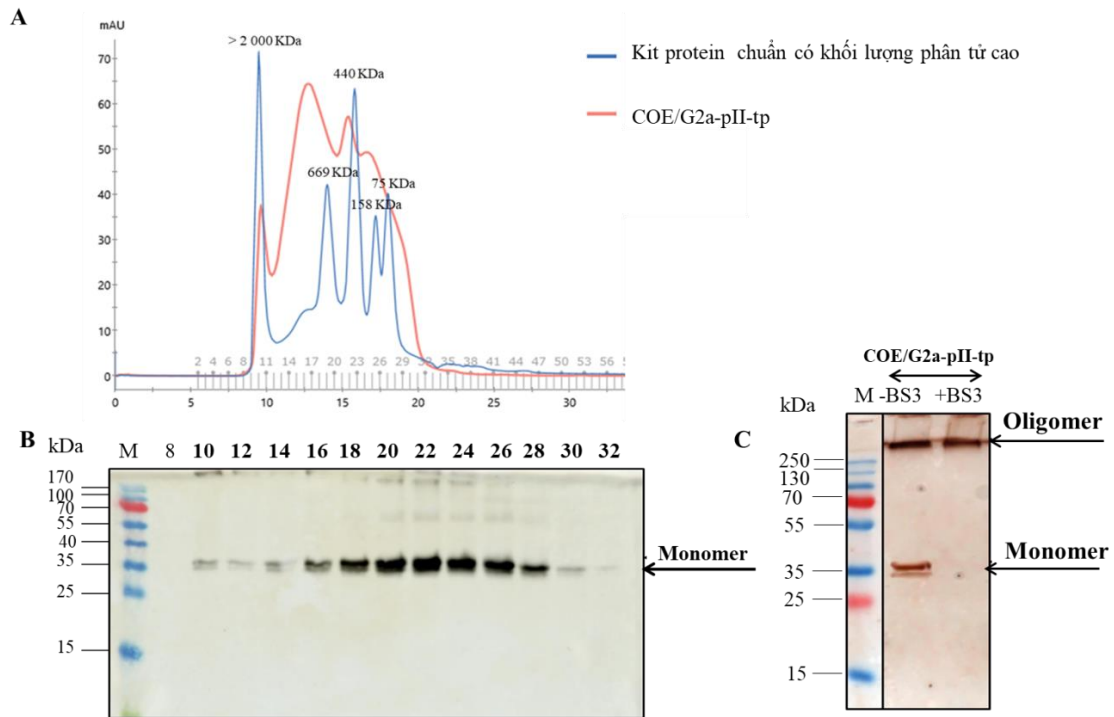 A
mAU
> 2 000 KDa
440 KDa
669 KDa
75 KDa
158 KDa
70
60
50
40
30
20
10
0
2 4 6 8 11 14 17 20 23 26 29 32 35 38 41 44 47 50 53 56
0 5 10 15 20 25 30
Kit protein chuẩn có khối lượng phân tử cao
COE/G2a-pII-tp
B
kDa M 8 10 12 14 16 18 20 22 24 26 28 30 32
170
100
70
55
40
35
25
15
Monomer
C
COE/G2a-pII-tp
kDa M -BS3 +BS3
250
130
70
55
35
25
15
Oligomer
Monomer